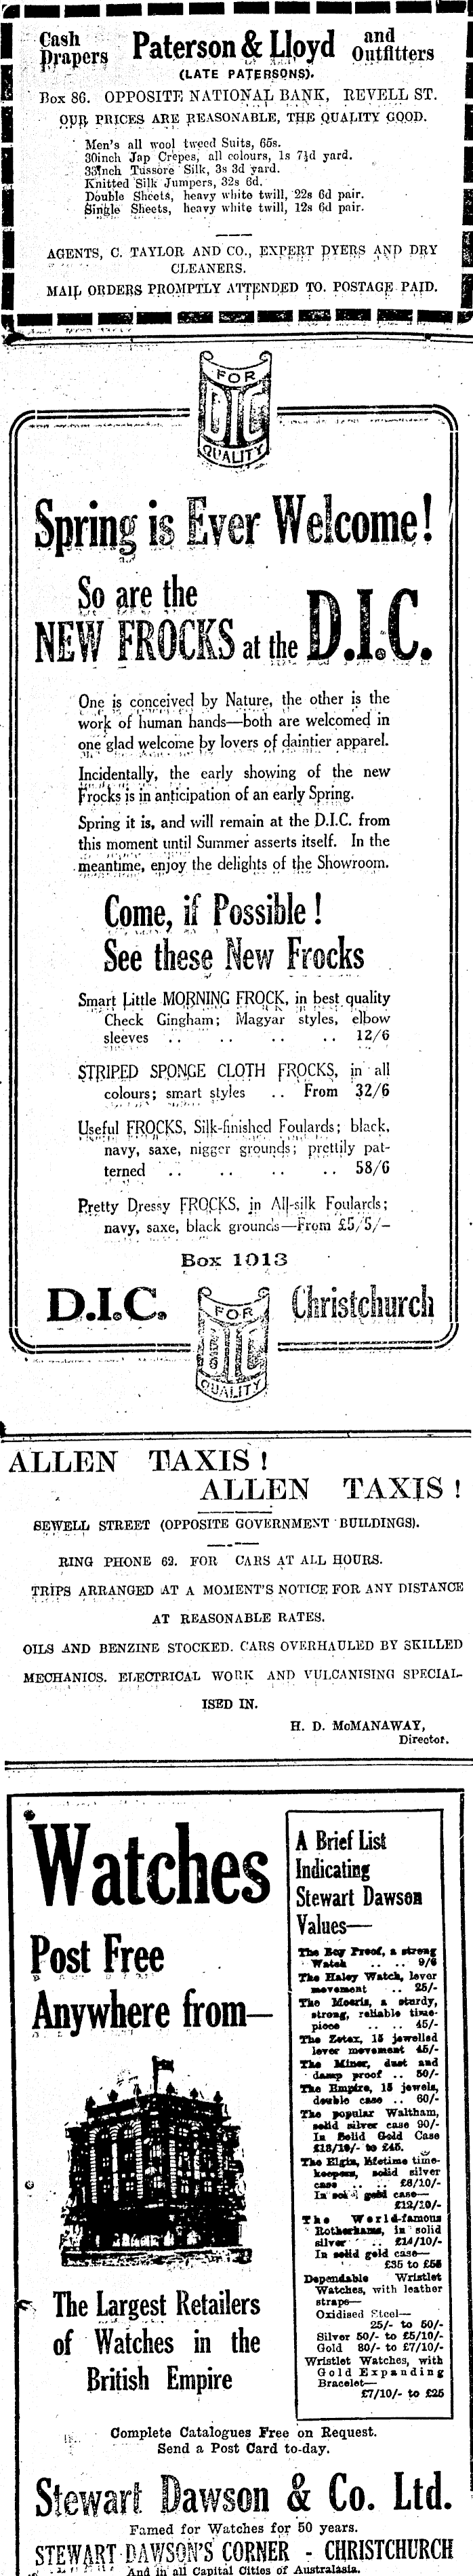 Cash Drapers Paterson & Lloyd and Outfitters
(LATE PATERSONS).
Box 86. OPPOSITE NATIONAL BANK, REVELL ST.
OUR PRICES ARE REASONABLE, THE QUALITY GOOD.
Men's all wool tweed Suits, 65s.
30inch Jap Crepes, all colours, 1s 7½d yard.
33inch Tussore Silk, 3s 3d yard.
Knitted Silk Jumpers, 32s 6d.
Double Sheets, heavy white twill, 22s 6d pair.
Single Sheets, heavy white twill, 12s 6d pair.
AGENTS, C. TAYLOR AND CO., EXPERT DYERS AND DRY
CLEANERS.
MAIL ORDERS PROMPTLY ATTENDED TO. POSTAGE PAID.
FOR
DIC
QUALITY
Spring is Ever Welcome!
So are the
NEW FROCKS at the D.I.C.
One is conceived by Nature, the other is the
work of human hands—both are welcomed in
one glad welcome by lovers of daintier apparel.
Incidentally, the early showing of the new
Frocks is in anticipation of an early Spring.
Spring it is, and will remain at the D.I.C. from
this moment until Summer asserts itself. In the
meantime, enjoy the delights of the Showroom.
Come, if Possible!
See these New Frocks
Smart Little MORNING FROCK, in best quality
Check Gingham; Magyar styles, elbow
sleeves .. .. .. .. 12/6
STRIPED SPONGE CLOTH FROCKS, in all
colours; smart styles .. From 32/6
Useful FROCKS, Silk-finished Foulards; black,
navy, saxe, nigger grounds; prettily pat-
terned .. .. .. .. 58/6
Pretty Dressy FROCKS, in All-silk Foulards;
navy, saxe, black grounds—From £5/5/-
Box 1013
D.I.C. FOR DIC QUALITY Christchurch
ALLEN TAXIS!
ALLEN TAXIS!
SEWELL STREET (OPPOSITE GOVERNMENT BUILDINGS).
RING PHONE 62. FOR CARS AT ALL HOURS.
TRIPS ARRANGED AT A MOMENT'S NOTICE FOR ANY DISTANCE
AT REASONABLE RATES.
OILS AND BENZINE STOCKED. CARS OVERHAULED BY SKILLED
MECHANICS. ELECTRICAL WORK AND VULCANISING SPECIAL-
ISED IN.
H. D. McMANAWAY,
Director.
Watches
Post Free
Anywhere from—
The Largest Retailers
of Watches in the
British Empire
A Brief List
Indicating
Stewart Dawson
Values—
The Boy Proof, a strong
Watch .. .. 9/6
The Haley Watch, lever
movement .. 25/-
The Moeris, a sturdy,
strong, reliable time-
piece .. .. 45/-
The Zetex, 15 jewelled
lever movement 45/-
The Miner, dust and
damp proof .. 50/-
The Empire, 15 jewels,
double case .. 60/-
The popular Waltham,
solid silver case 90/-
In Solid Gold Case
£18/10/- to £45.
The Elgin, lifetime time-
keepers, solid silver
case .. .. £6/10/-
In solid gold case—
£12/10/-
The World-famous
Rotherhams, in solid
silver .. .. £14/10/-
In solid gold case—
£35 to £55
Dependable Wristlet
Watches, with leather
straps—
Oxidised Steel—
25/- to 50/-
Silver 50/- to £5/10/-
Gold 80/- to £7/10/-
Wristlet Watches, with
Gold Expanding
Bracelet—
£7/10/- to £25
Complete Catalogues Free on Request.
Send a Post Card to-day.
Stewart Dawson & Co. Ltd.
Famed for Watches for 50 years.
STEWART DAWSON'S CORNER - CHRISTCHURCH
And in all Capital Cities of Australasia.